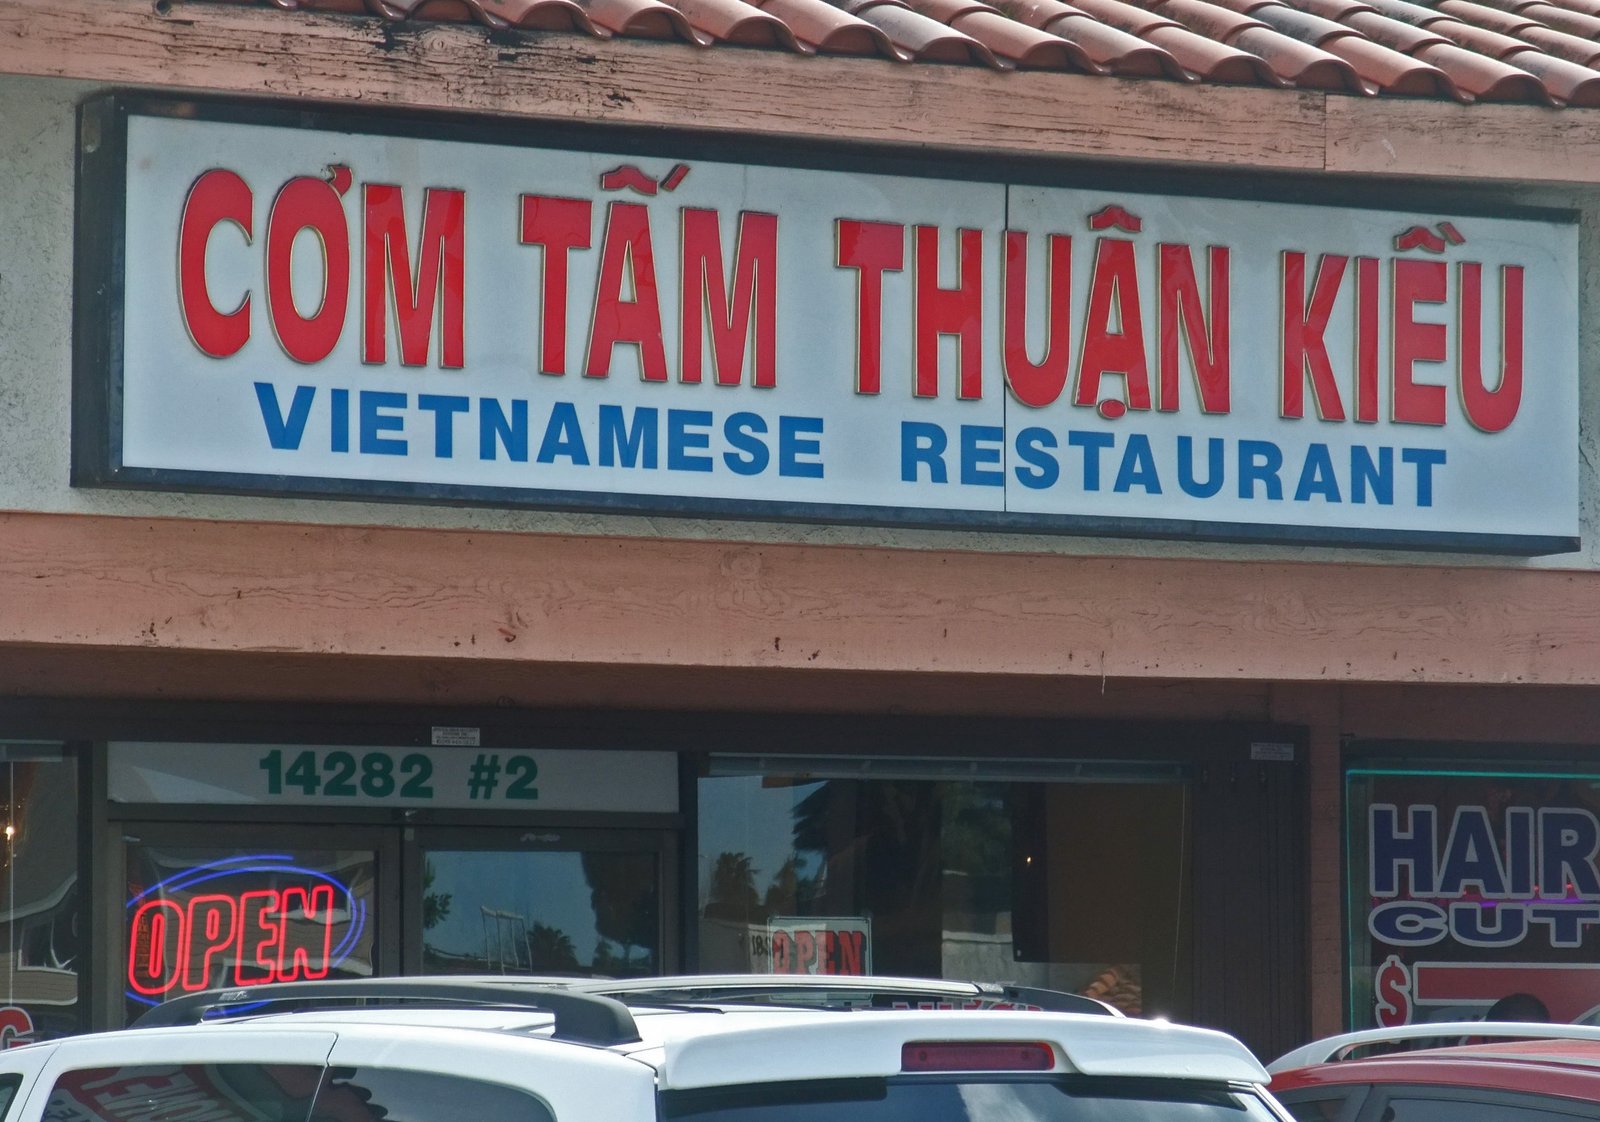 CƠM TẤM THUẬN KIỀU
VIETNAMESE RESTAURANT
14282 #2
OPEN
OPEN
HAIR
CUT
$